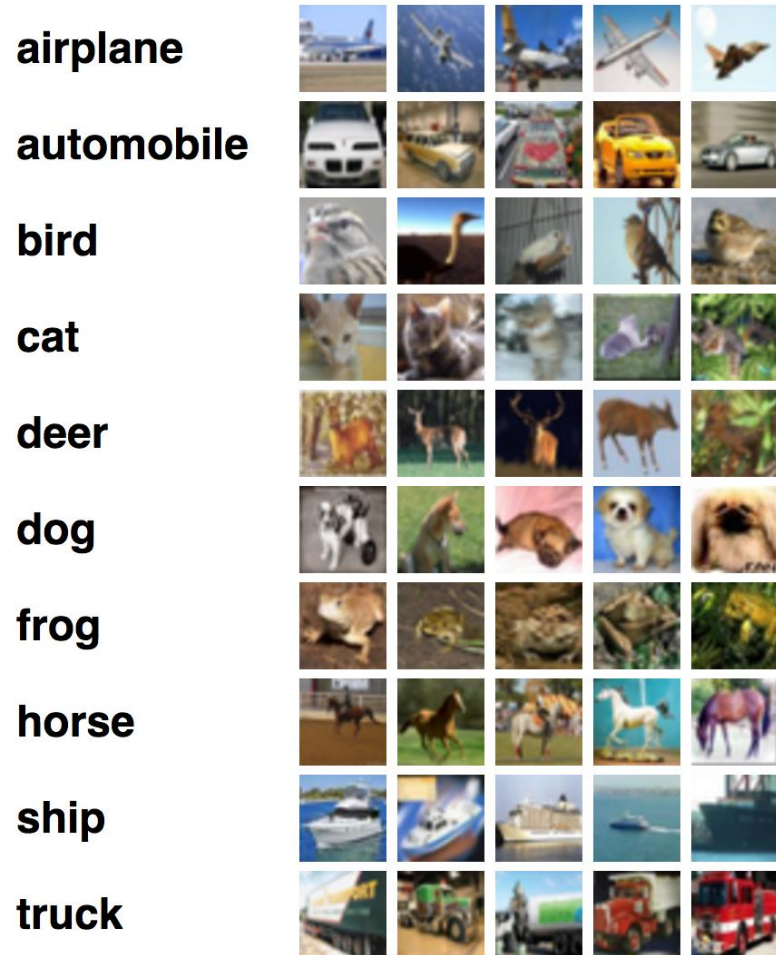 airplane
automobile
bird
cat
deer
dog
frog
horse
ship
truck